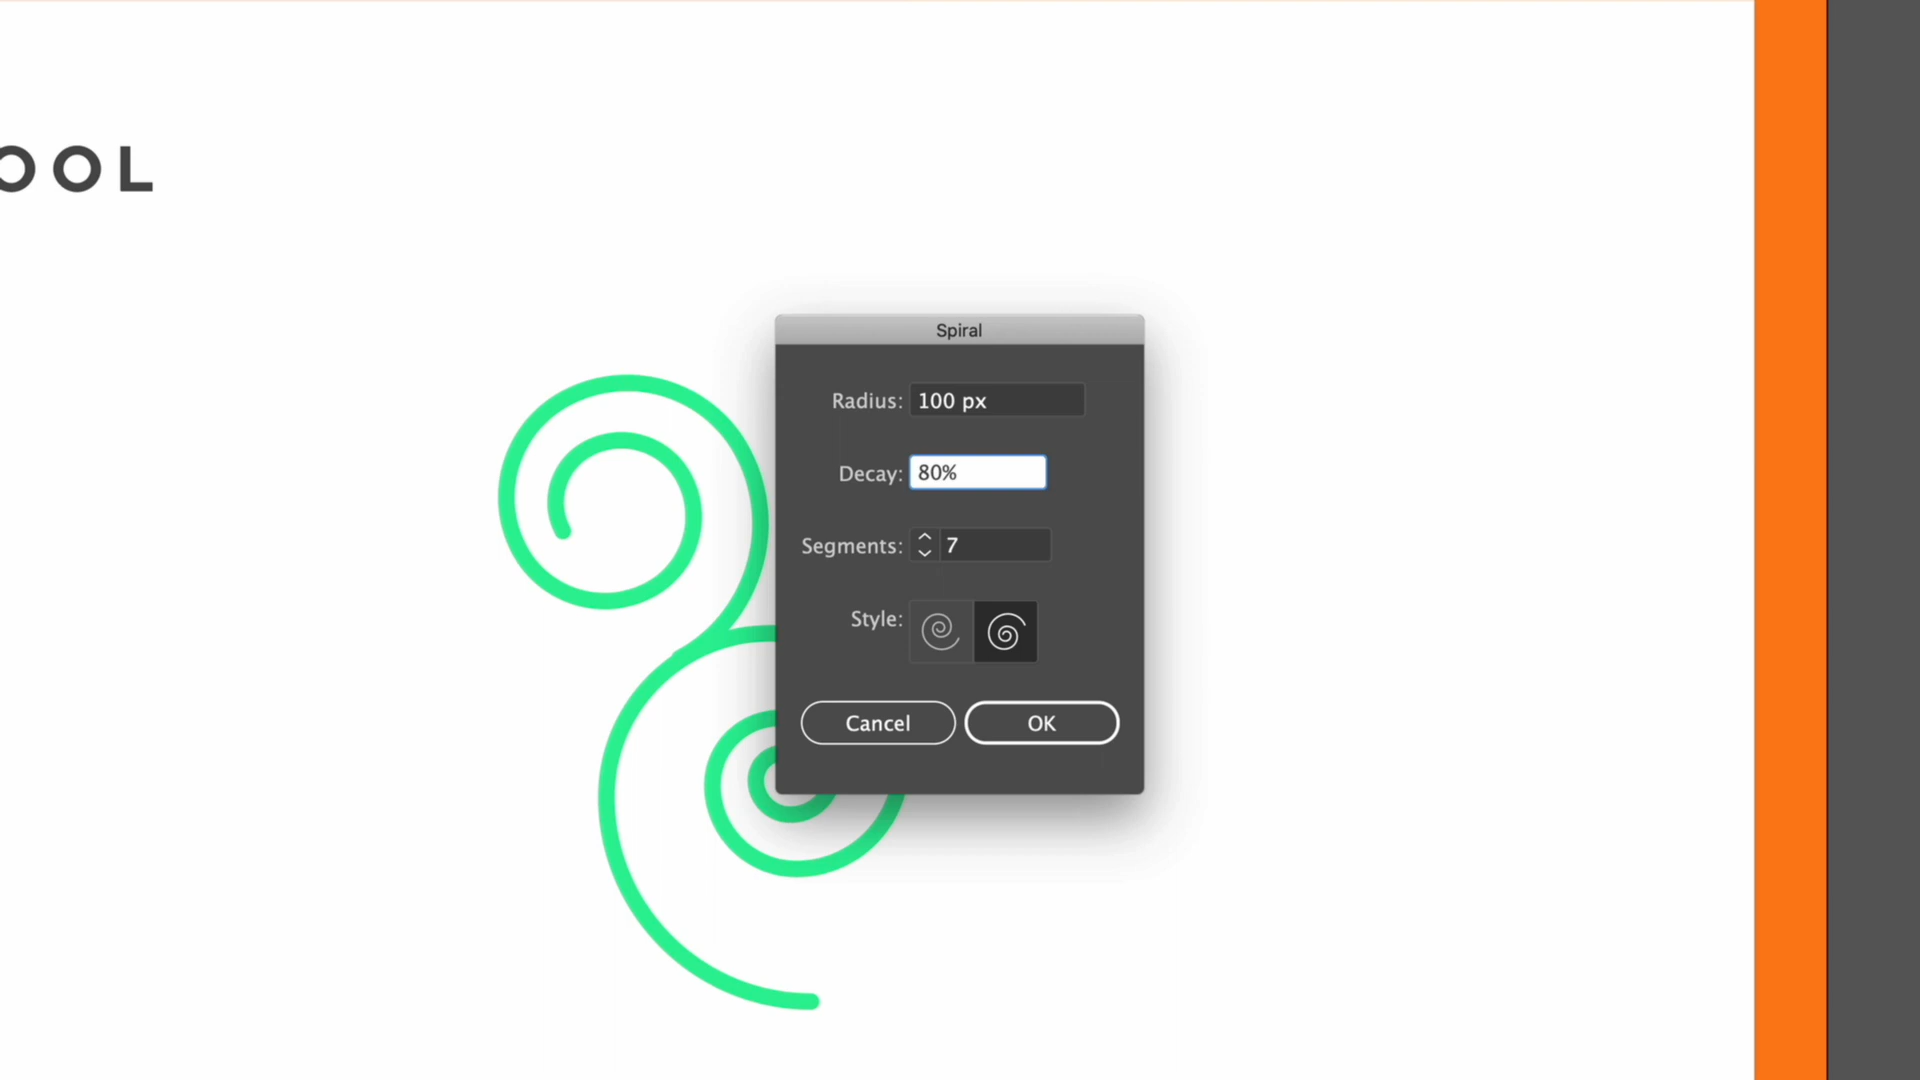 OOL
Spiral
Radius: 100 px
Decay: 80%
Segments: 7
Style:
Cancel OK